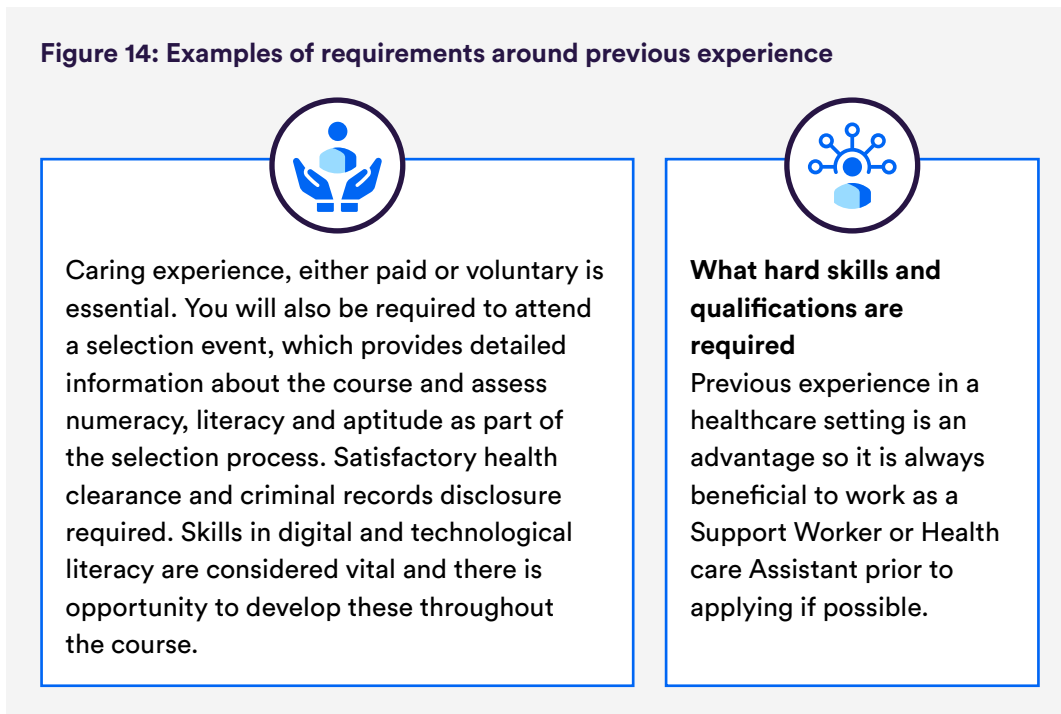 Figure 14: Examples of requirements around previous experience
Caring experience, either paid or voluntary is
essential. You will also be required to attend
a selection event, which provides detailed
information about the course and assess
numeracy, literacy and aptitude as part of
the selection process. Satisfactory health
clearance and criminal records disclosure
required. Skills in digital and technological
literacy are considered vital and there is
opportunity to develop these throughout
the course.
What hard skills and
qualifications are
required
Previous experience in a
healthcare setting is an
advantage so it is always
beneficial to work as a
Support Worker or Health
care Assistant prior to
applying if possible.